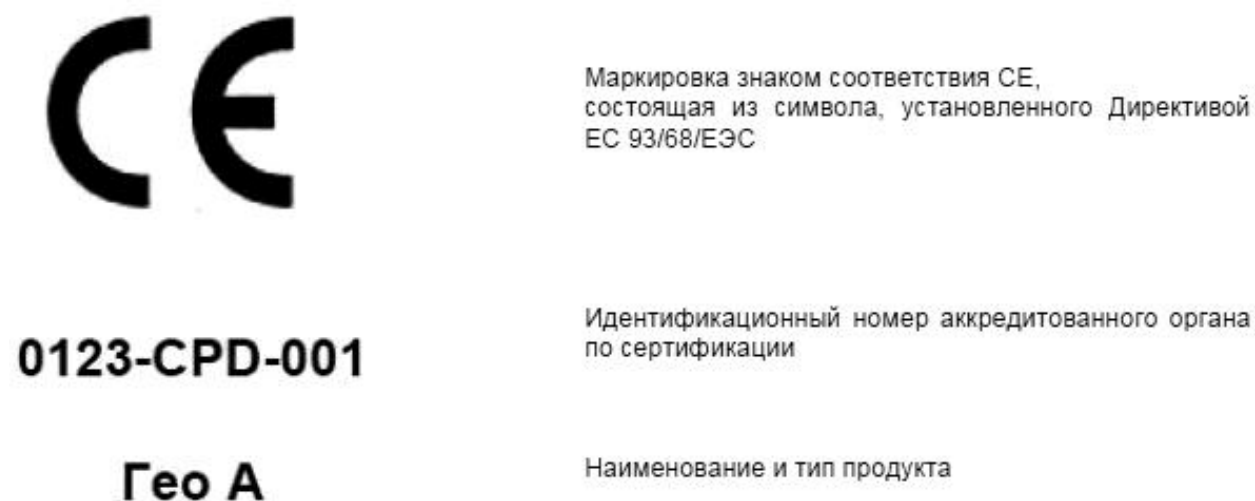 CE
Маркировка знаком соответствия CE,
состоящая из символа, установленного Директивой
ЕС 93/68/ЕЭС
0123-CPD-001
Идентификационный номер аккредитованного органа
по сертификации
Гео А
Наименование и тип продукта